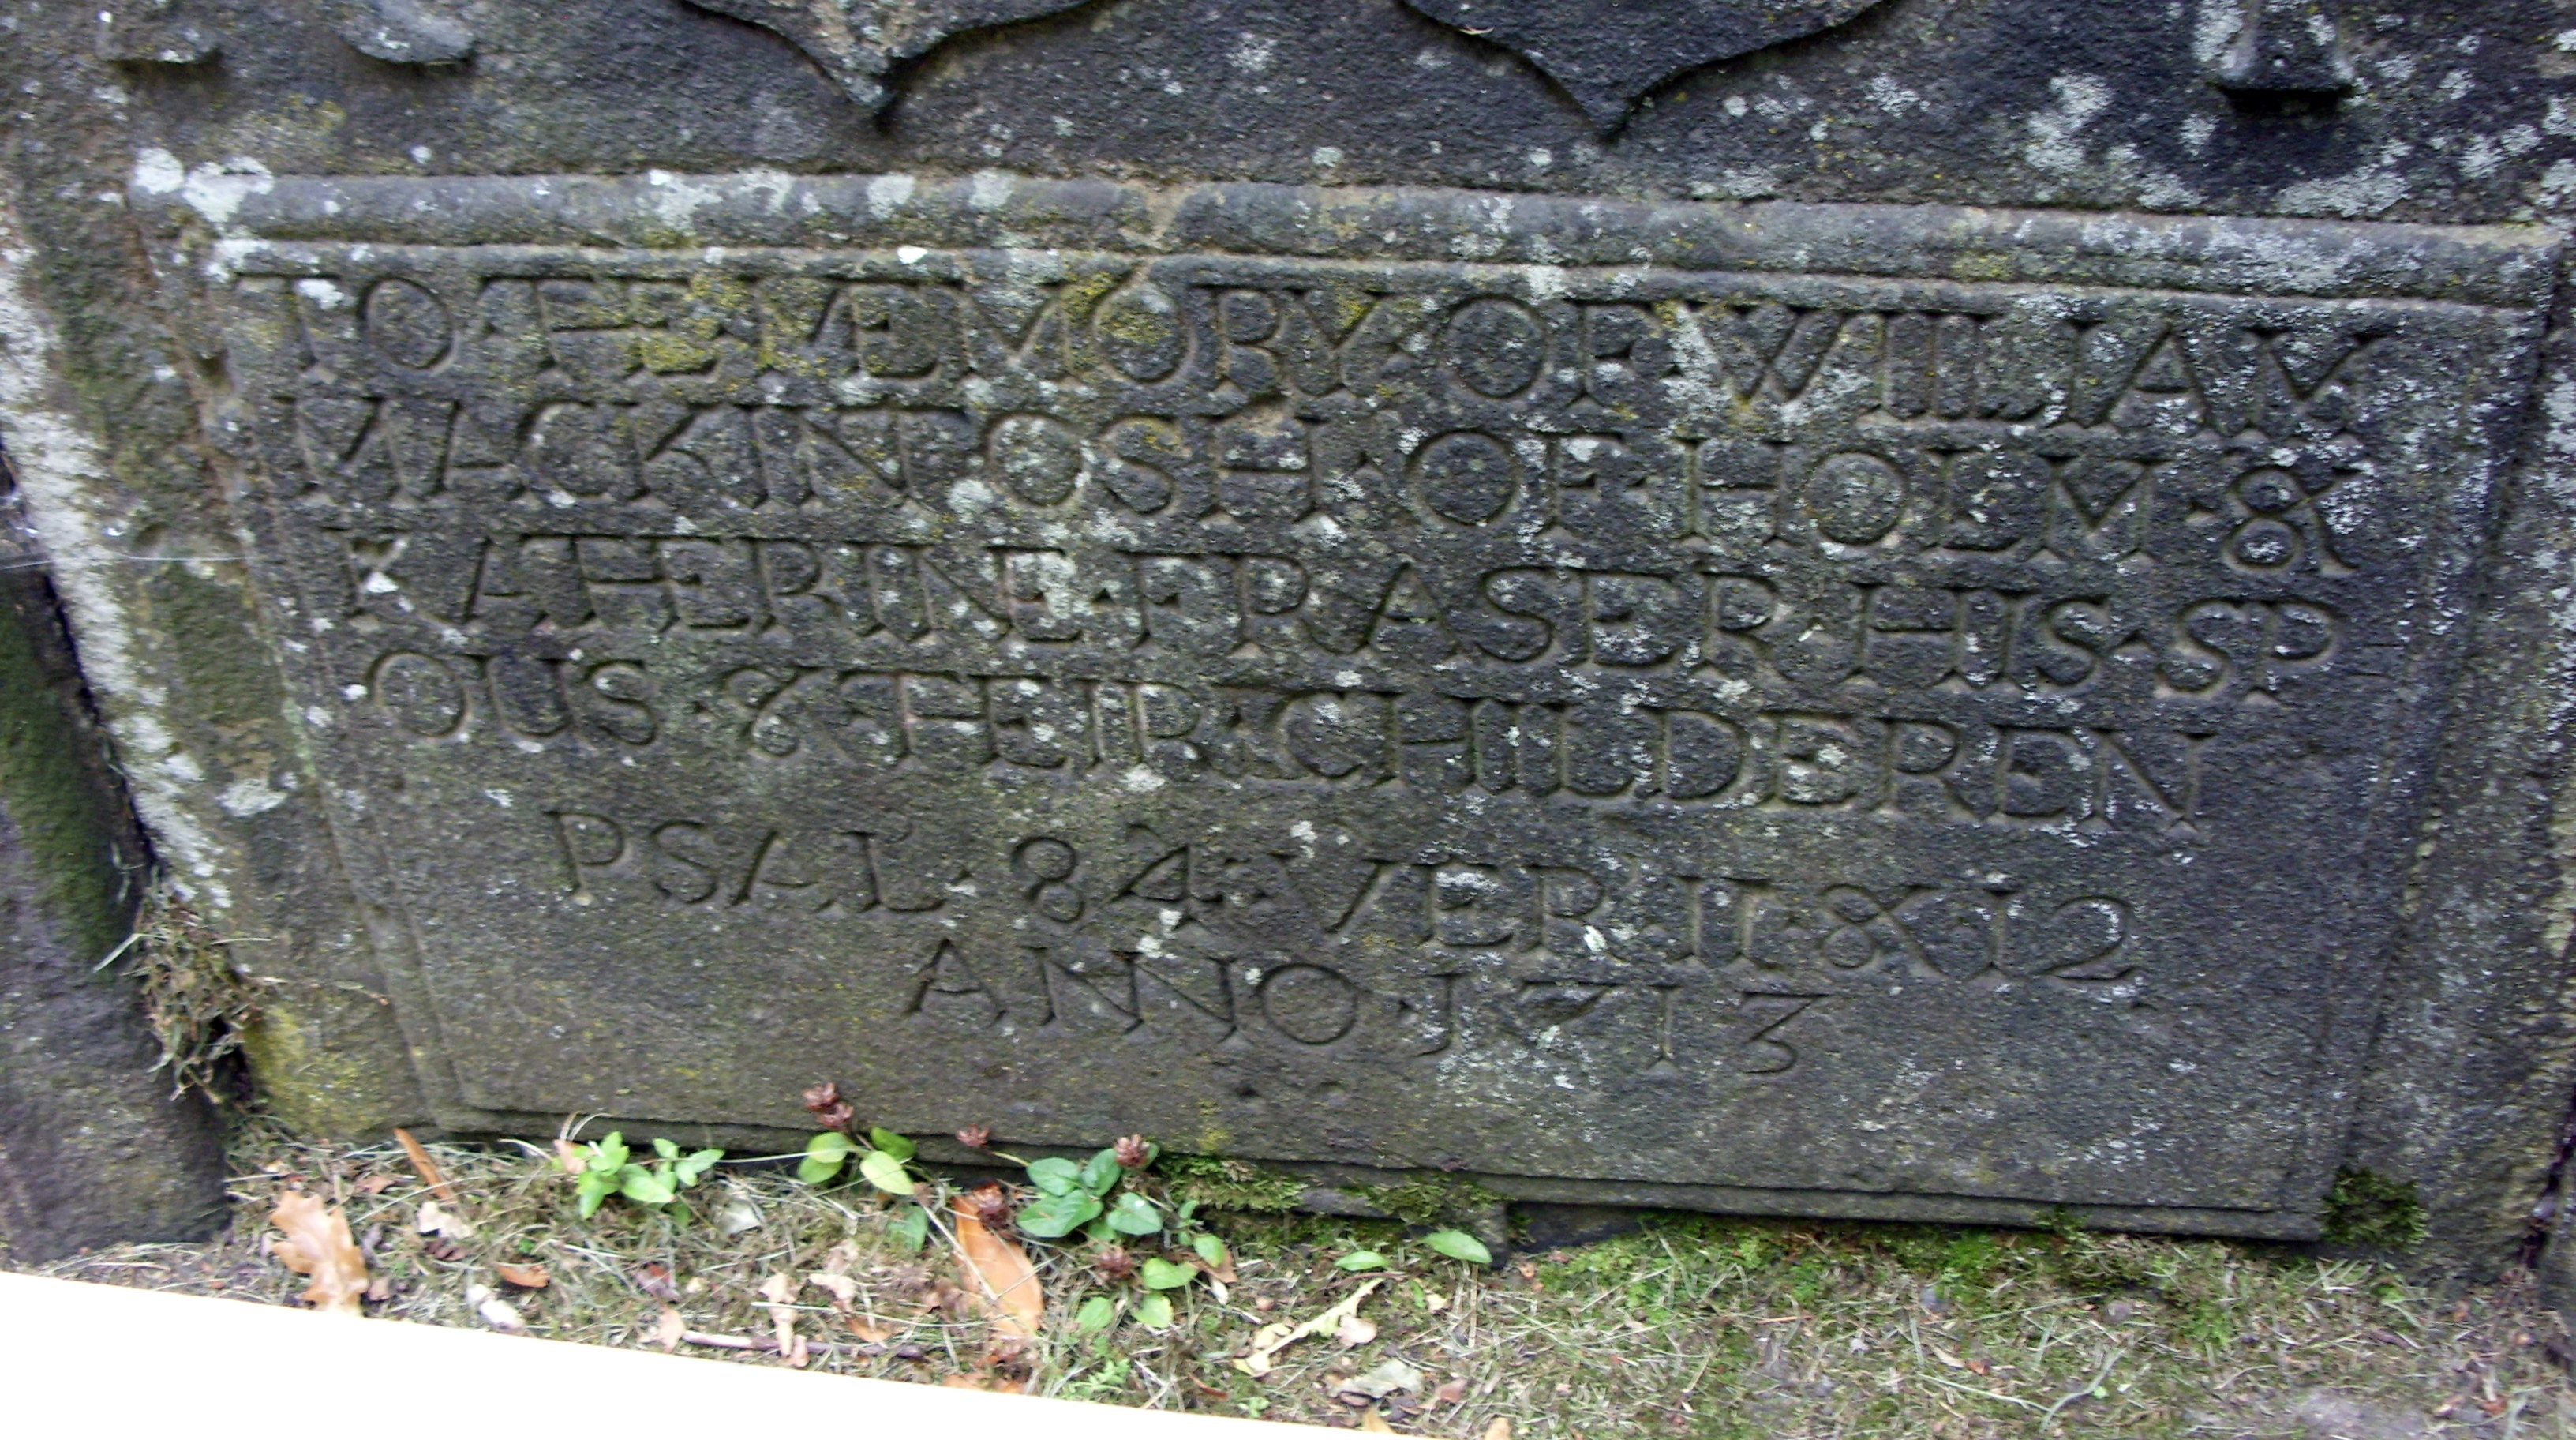 TO·THE·MEMORY·OF·WILLIAM
MACKINTOSH·OF·HOLM·&
KATHERINE·FRASER·HIS·SP
OUS·&THEIR·CHILDEREN
PSAL·84·VER·11·&·12
ANNO·1713